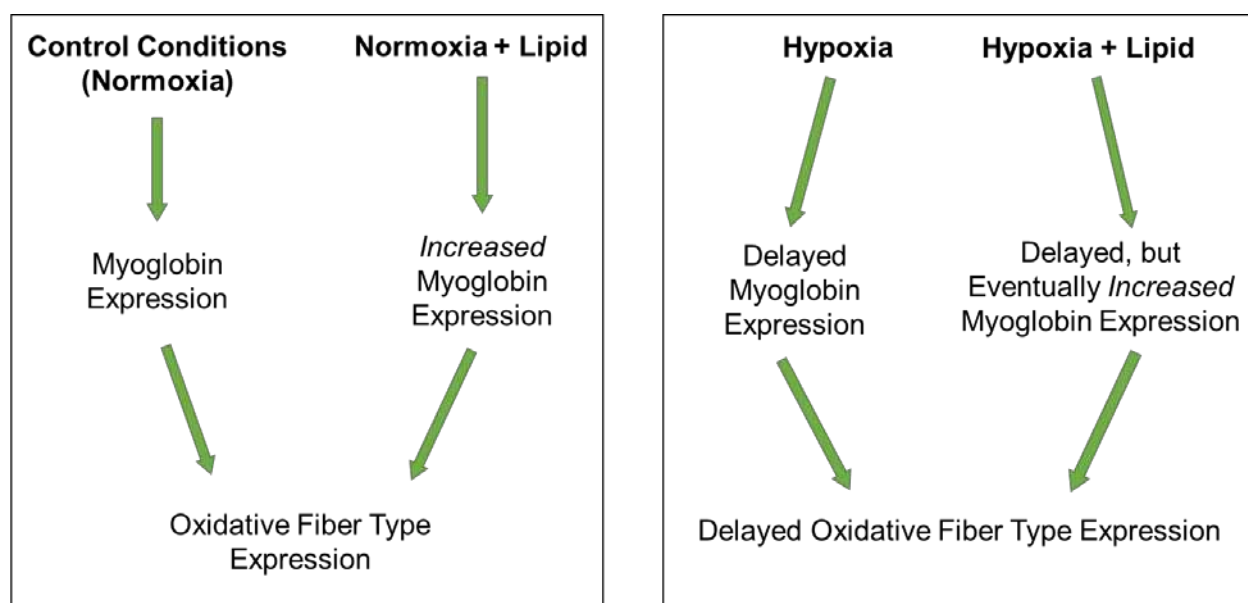 Control Conditions
(Normoxia)
Normoxia + Lipid
Myoglobin
Expression
Increased
Myoglobin
Expression
Oxidative Fiber Type
Expression
Hypoxia
Hypoxia + Lipid
Delayed
Myoglobin
Expression
Delayed, but
Eventually Increased
Myoglobin Expression
Delayed Oxidative Fiber Type Expression